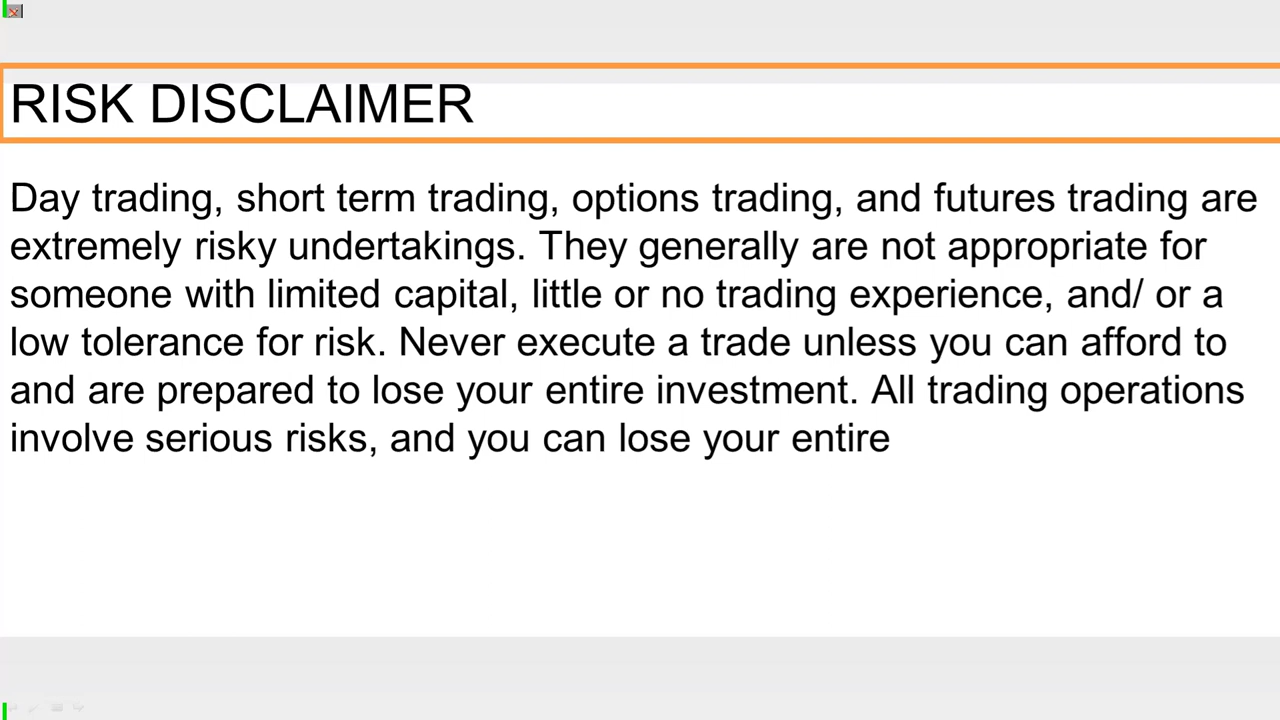 RISK DISCLAIMER
Day trading, short term trading, options trading, and futures trading are
extremely risky undertakings. They generally are not appropriate for
someone with limited capital, little or no trading experience, and/ or a
low tolerance for risk. Never execute a trade unless you can afford to
and are prepared to lose your entire investment. All trading operations
involve serious risks, and you can lose your entire